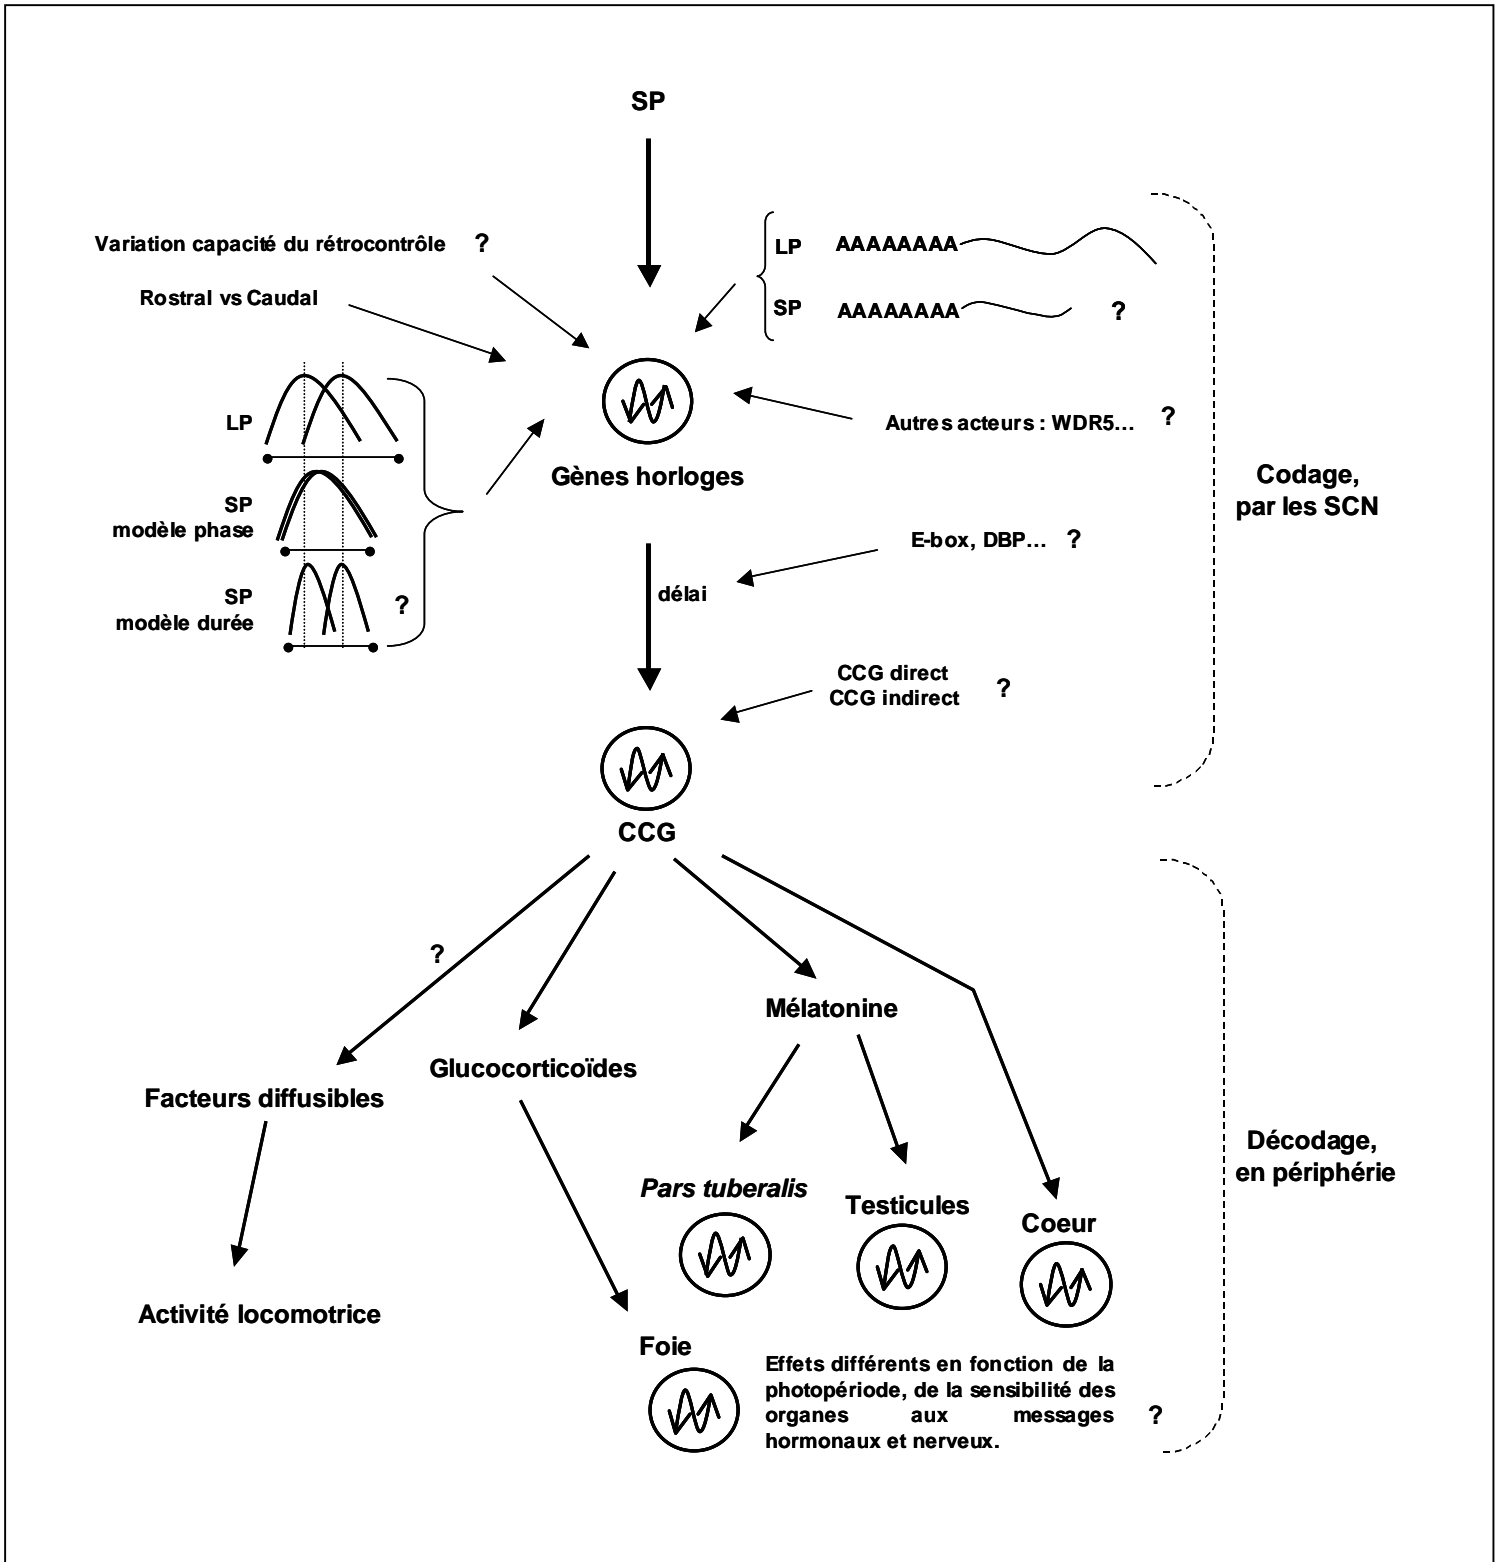 SP
Variation capacité du rétrocontrôle ?
Rostral vs Caudal
LP AAAAAAAA
SP AAAAAAAA ?
LP
SP
modèle phase
SP
modèle durée
?
Gènes horloges
Autres acteurs : WDR5... ?
Codage,
par les SCN
E-box, DBP... ?
délai
CCG direct
CCG indirect
?
CCG
?
Mélatonine
Glucocorticoïdes
Facteurs diffusibles
Décodage,
en périphérie
Pars tuberalis
Testicules
Coeur
Activité locomotrice
Foie
Effets différents en fonction de la
photopériode, de la sensibilité des
organes aux messages
hormonaux et nerveux.
?